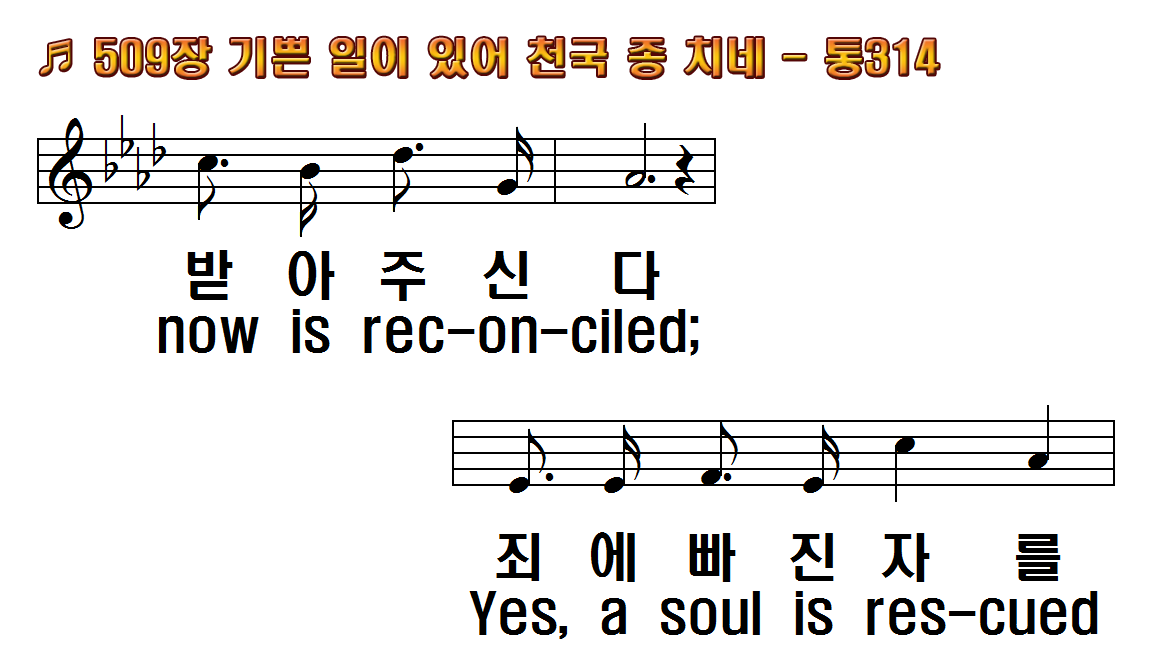 ♬ 509장 기쁜 일이 있어 천국 종 치네 - 통314
받 아 주 신 다
now is rec-on-ciled;
죄 에 빠 진 자 를
Yes, a soul is res-cued